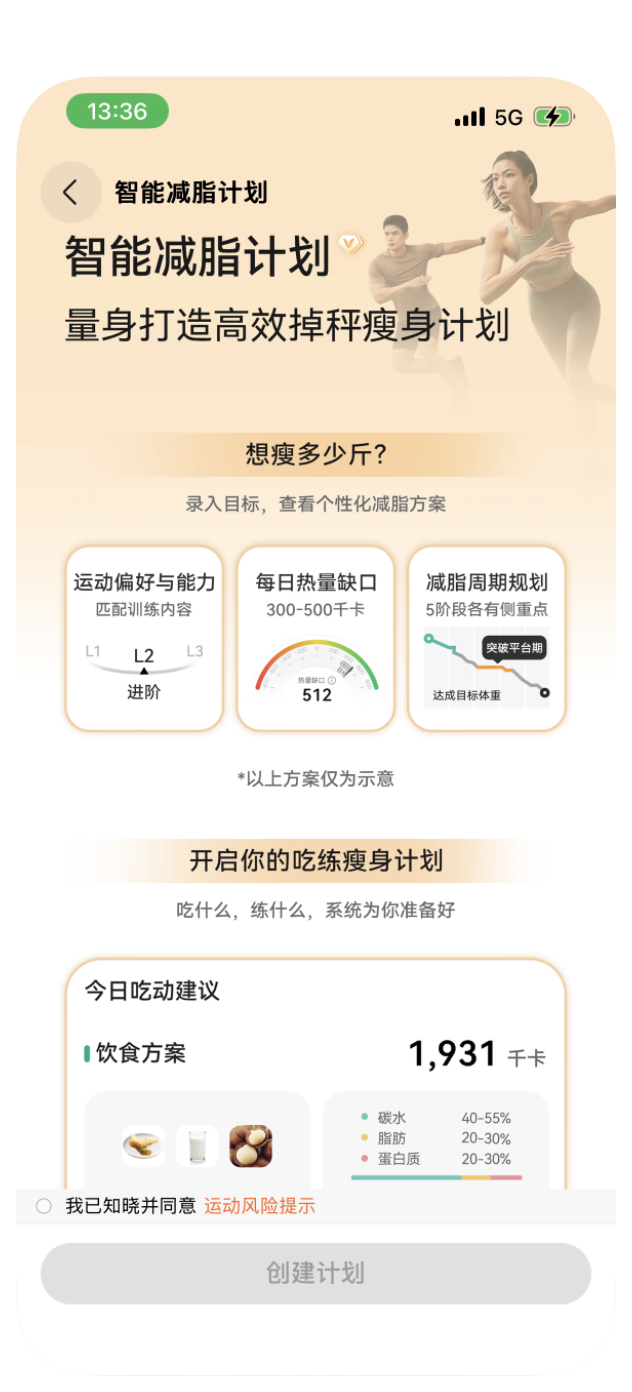 13:36
5G
智能减脂计划
智能减脂计划
量身打造高效掉秤瘦身计划
想瘦多少斤?
录入目标，查看个性化减脂方案
运动偏好与能力
匹配训练内容
L1 L2 L3
进阶
每日热量缺口
300-500千卡
热量缺口
512
减脂周期规划
5阶段各有侧重点
突破平台期
达成目标体重
*以上方案仅为示意
开启你的吃练瘦身计划
吃什么，练什么，系统为你准备好
今日吃动建议
饮食方案 1,931 千卡
碳水 40-55%
脂肪 20-30%
蛋白质 20-30%
我已知晓并同意 运动风险提示
创建计划